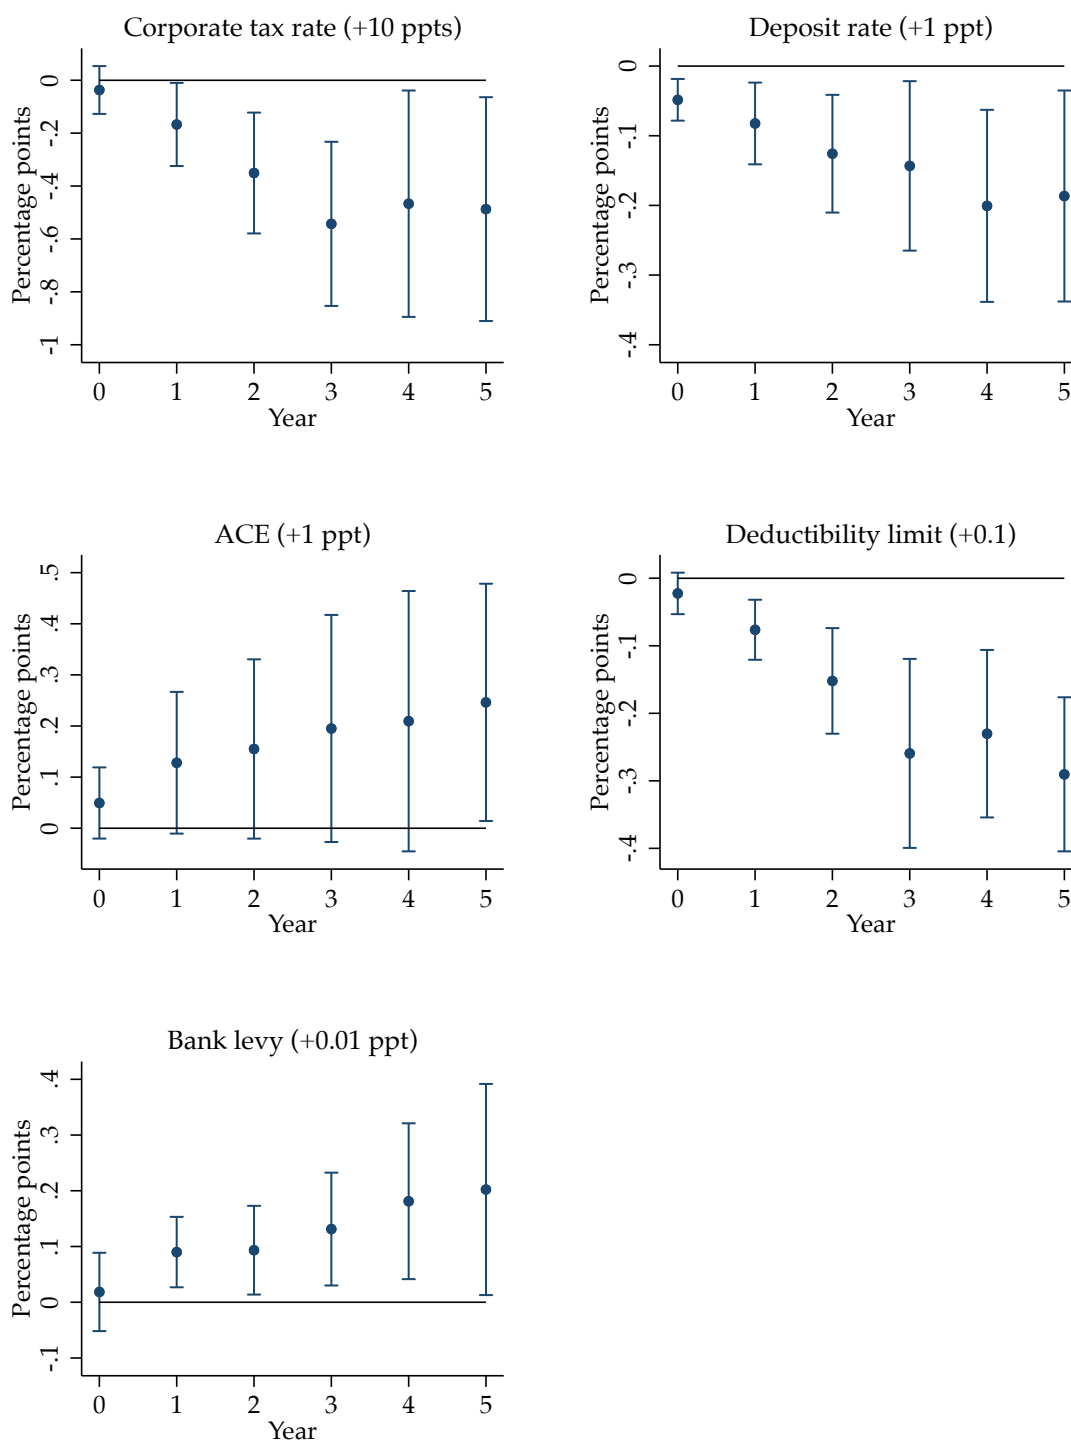 Corporate tax rate (+10 ppts)
Percentage points
0
-.2
-.4
-.6
-.8
-1
0 1 2 3 4 5
Year
Deposit rate (+1 ppt)
Percentage points
0
-.1
-.2
-.3
-.4
0 1 2 3 4 5
Year
ACE (+1 ppt)
Percentage points
.5
.4
.3
.2
.1
0
0 1 2 3 4 5
Year
Deductibility limit (+0.1)
Percentage points
0
-.1
-.2
-.3
-.4
0 1 2 3 4 5
Year
Bank levy (+0.01 ppt)
Percentage points
.4
.3
.2
.1
0
-.1
0 1 2 3 4 5
Year